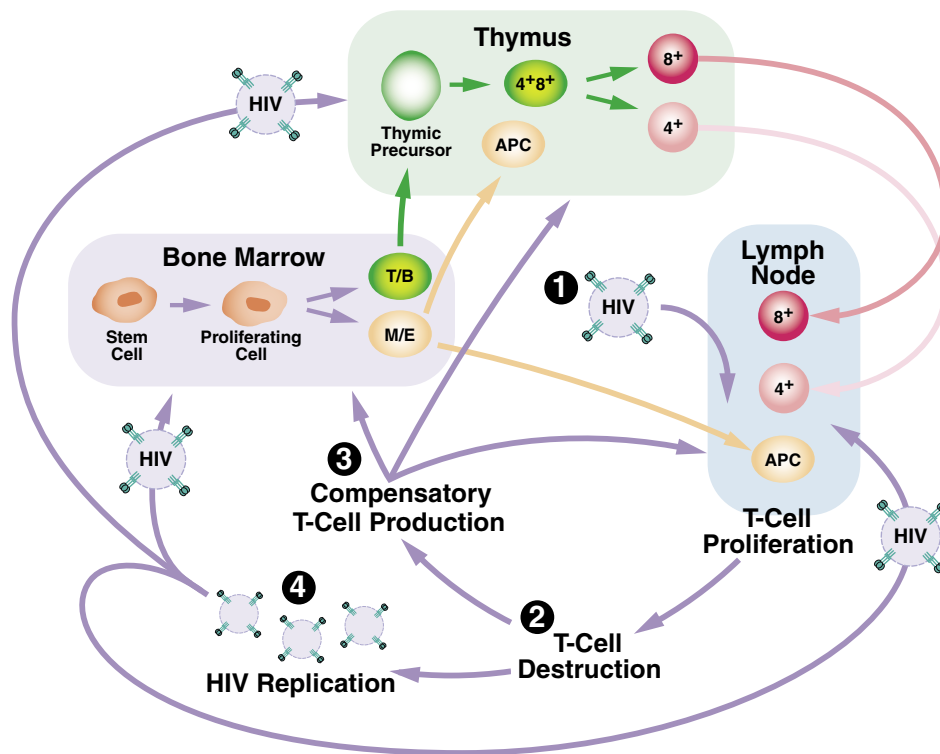 Thymus
HIV
8⁺
4⁺8⁺
4⁺
Thymic
Precursor
APC
Bone Marrow
T/B
M/E
Stem
Cell
Proliferating
Cell
Lymph
Node
1
HIV
8⁺
4⁺
APC
HIV
3
Compensatory
T-Cell Production
T-Cell
Proliferation
HIV
4
HIV Replication
2
T-Cell
Destruction